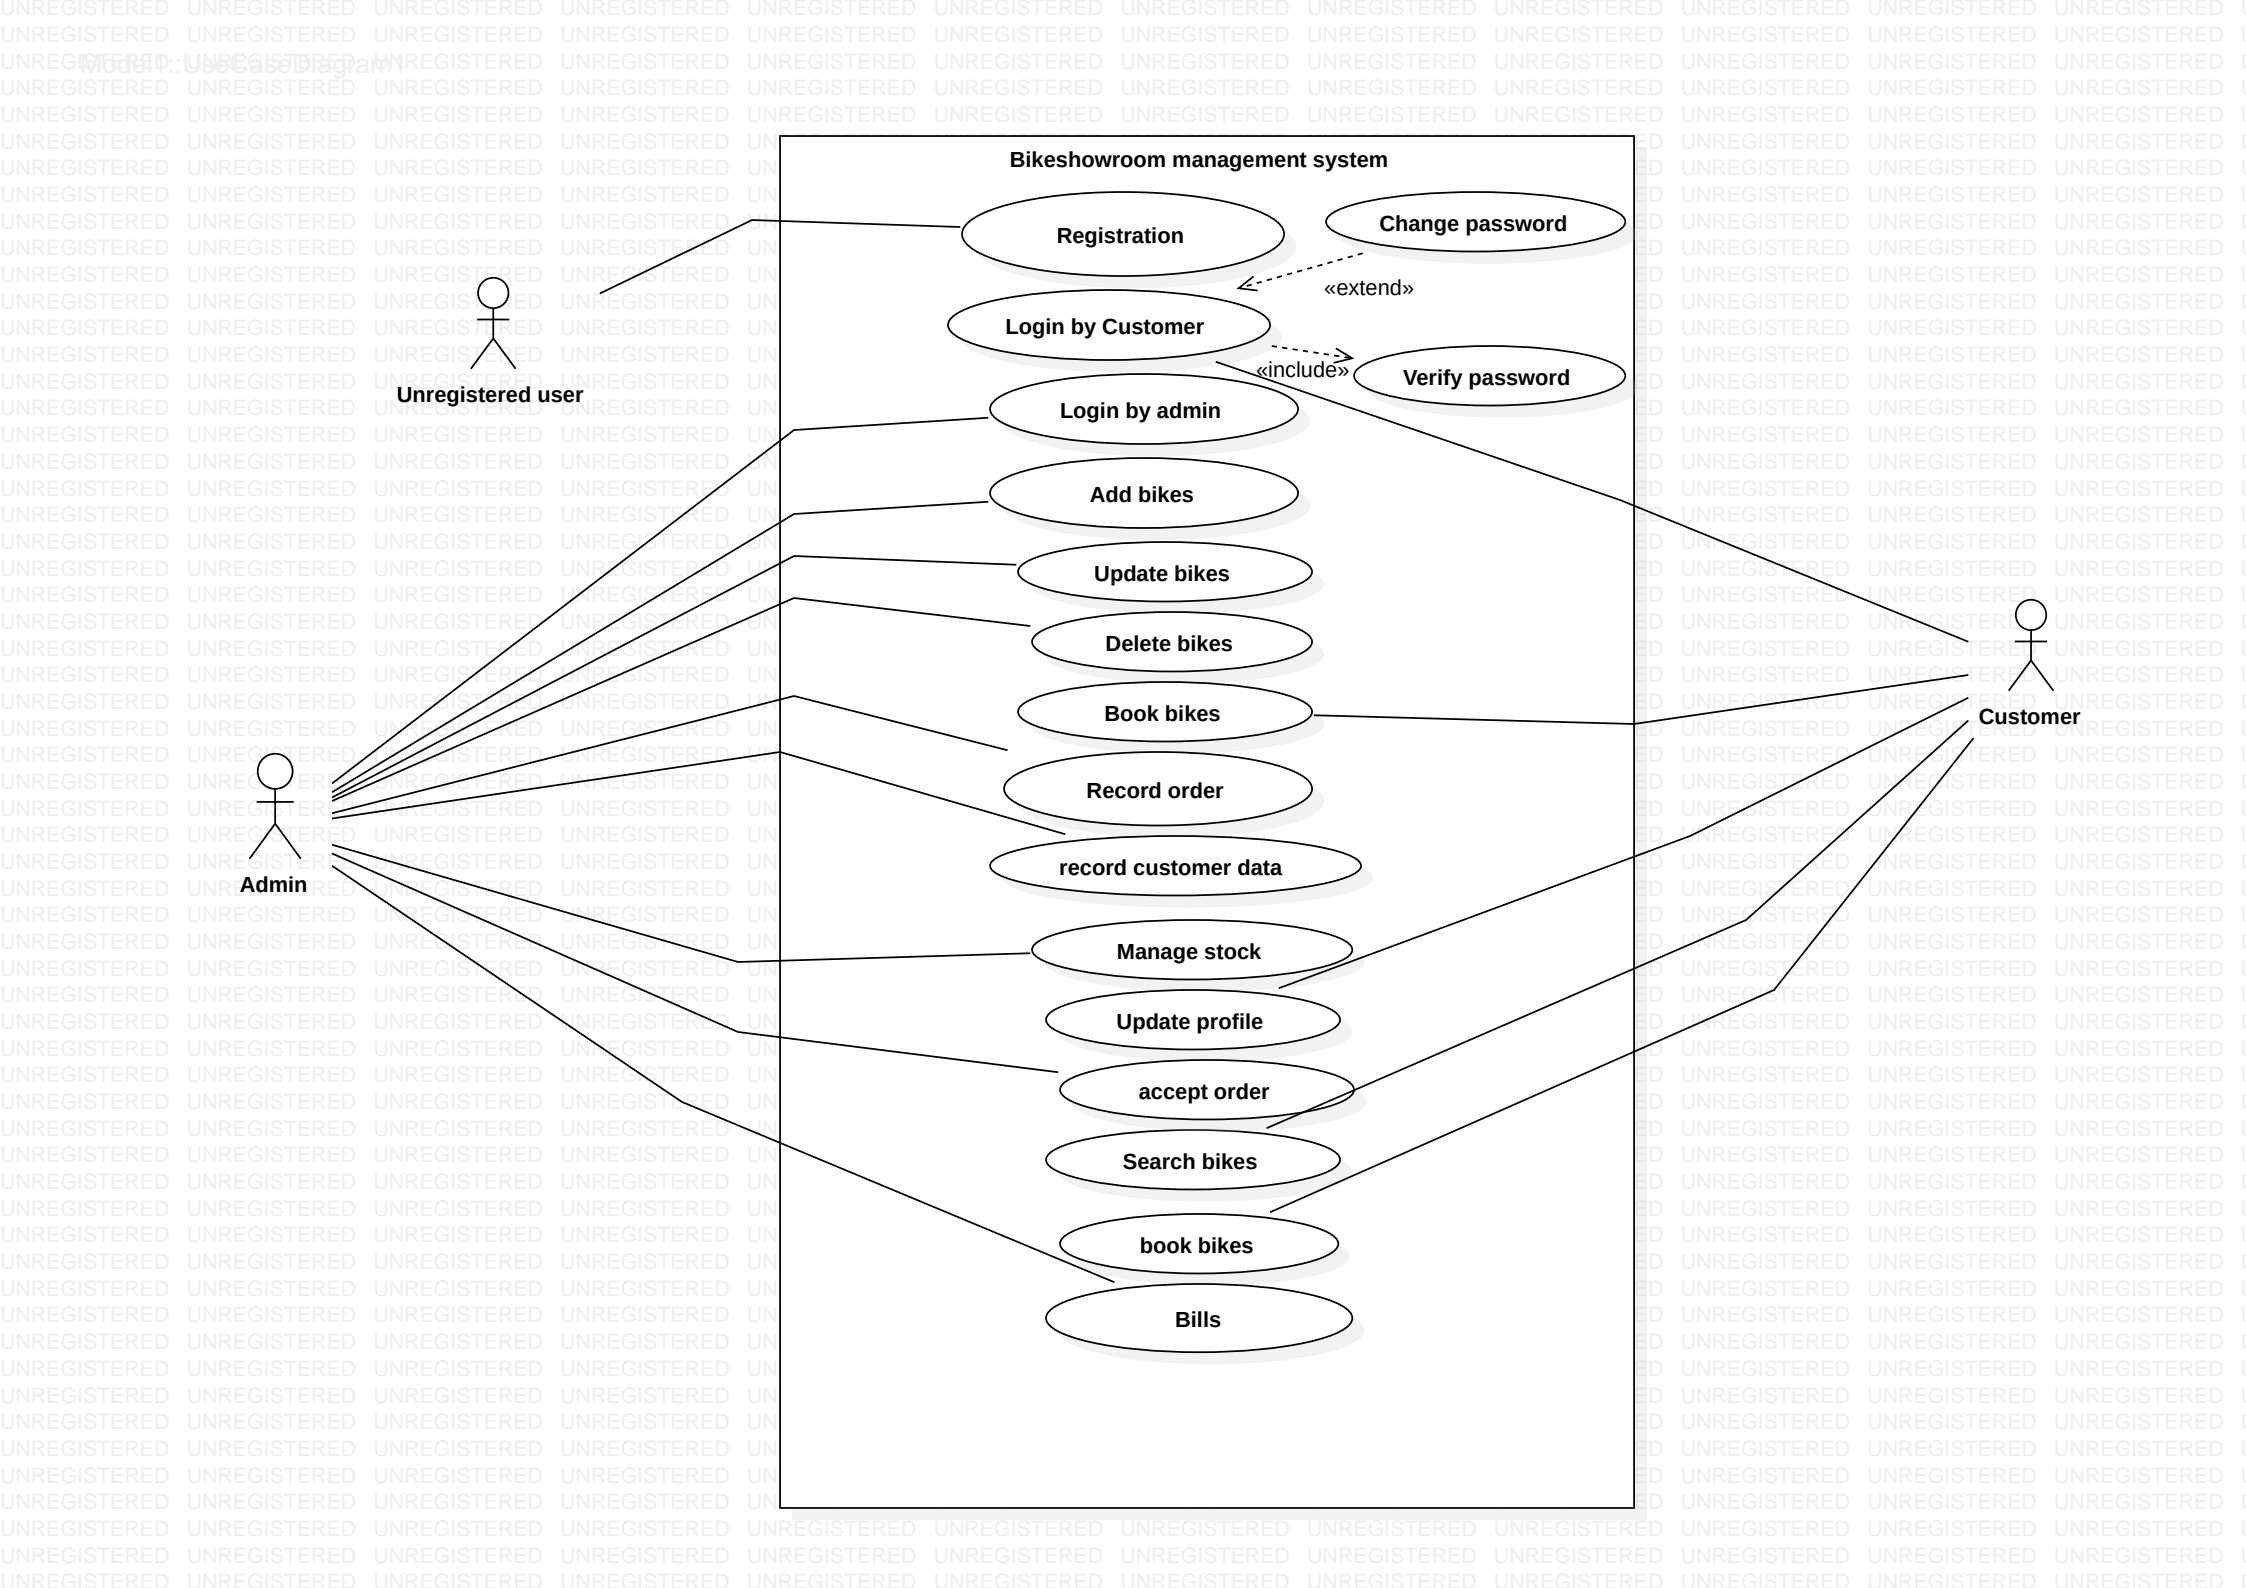 Model1::UseCaseDiagram1
Bikeshowroom management system
Registration
Change password
«extend»
Login by Customer
«include»
Verify password
Unregistered user
Login by admin
Add bikes
Update bikes
Delete bikes
Book bikes
Customer
Record order
record customer data
Admin
Manage stock
Update profile
accept order
Search bikes
book bikes
Bills
UNREGISTERED